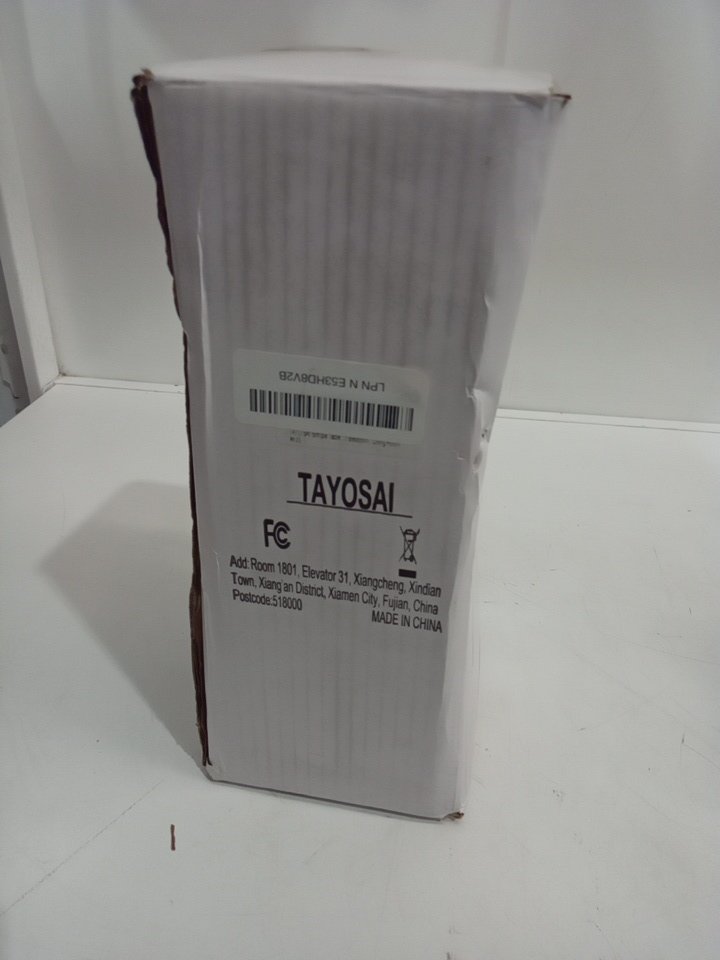 LPN N E53HD8V2B
TAYOSAI
FC
Add: Room 1801, Elevator 31, Xiangcheng, Xindian
Town, Xiang'an District, Xiamen City, Fujian, China
Postcode:518000
MADE IN CHINA